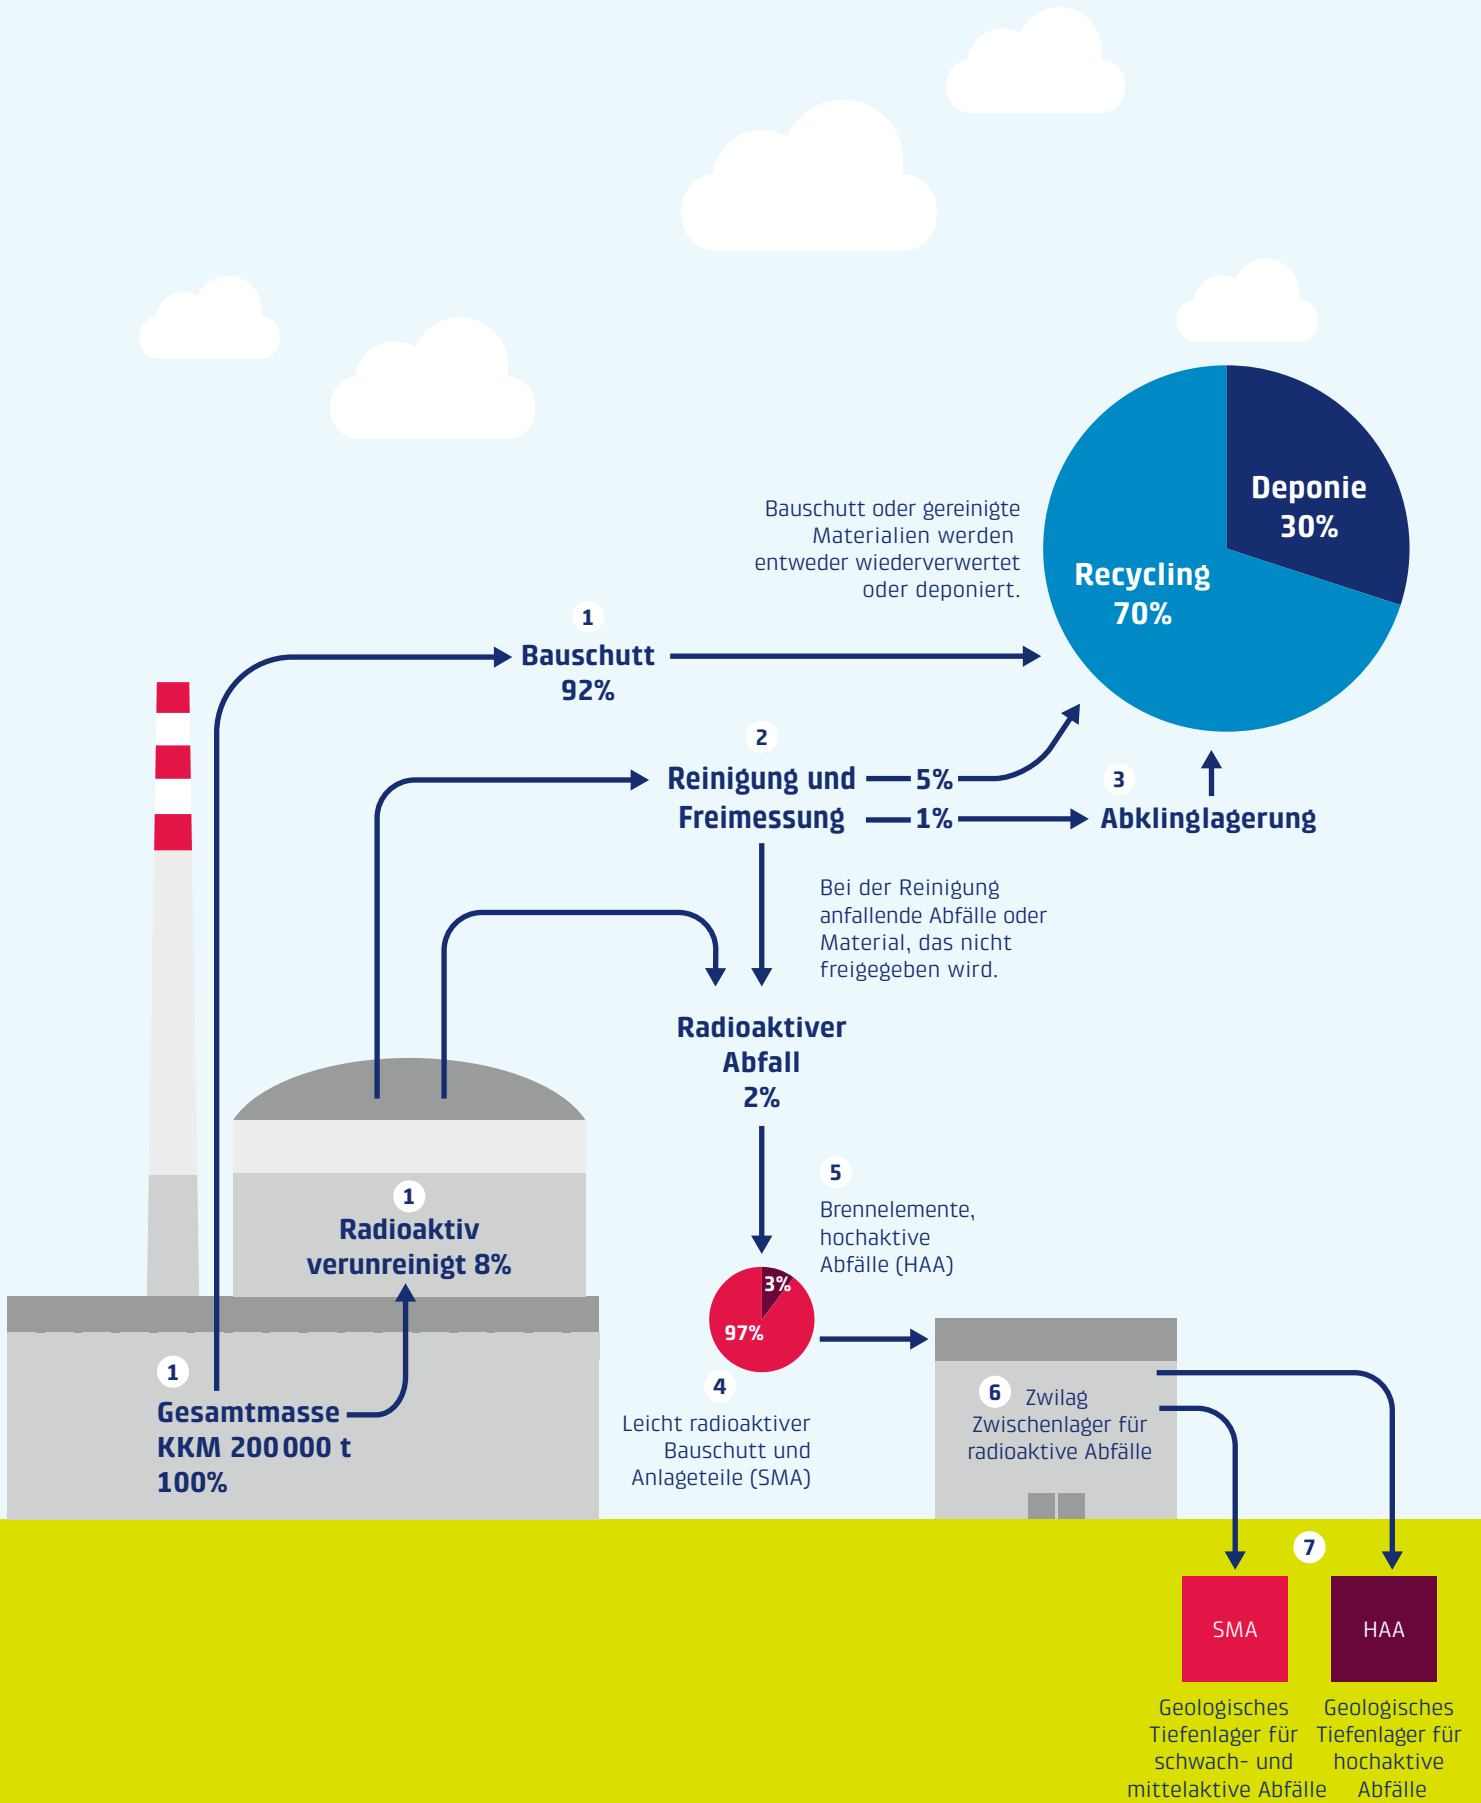 Deponie
30%
Recycling
70%
Bauschutt oder gereinigte
Materialien werden
entweder wiederverwertet
oder deponiert.
1
Bauschutt
92%
2
Reinigung und
Freimessung
5%
1%
3
Abklinglagerung
Bei der Reinigung
anfallende Abfälle oder
Material, das nicht
freigegeben wird.
Radioaktiver
Abfall
2%
1
Radioaktiv
verunreinigt 8%
1
Gesamtmasse
KKM 200 000 t
100%
5
Brennelemente,
hochaktive
Abfälle (HAA)
3%
97%
4
Leicht radioaktiver
Bauschutt und
Anlageteile (SMA)
6
Zwilag
Zwischenlager für
radioaktive Abfälle
7
SMA
Geologisches
Tiefenlager für
schwach- und
mittelaktive Abfälle
HAA
Geologisches
Tiefenlager für
hochaktive
Abfälle